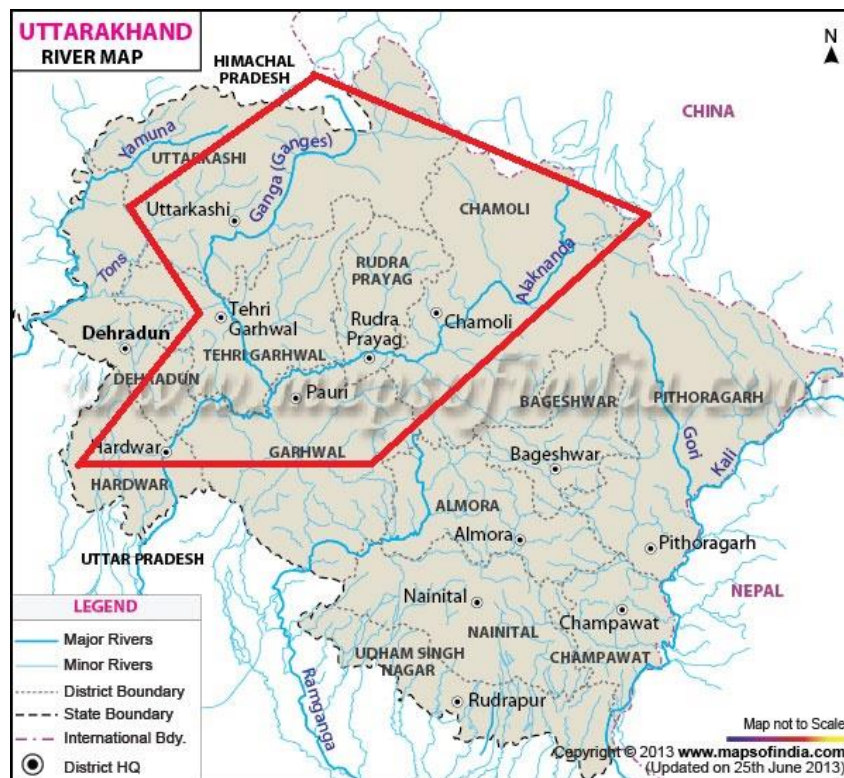 UTTARAKHAND
RIVER MAP
N
HIMACHAL
PRADESH
CHINA
Yamuna
UTTARKASHI
Ganga (Ganges)
Uttarkashi
CHAMOLI
Tons
RUDRA
PRAYAG
Alaknanda
Tehri
Garhwal
Chamoli
Dehradun
Rudra
Prayag
TEHRI GARHWAL
DEHRADUN
Pauri
www.mapsofindia.com
BAGESHWAR
PITHORAGARH
Hardwar
GARHWAL
Gori
Kali
Bageshwar
HARDWAR
ALMORA
Almora
Pithoragarh
UTTAR PRADESH
NEPAL
Nainital
Champawat
NAINITAL
UDHAM SINGH
NAGAR
CHAMPAWAT
Ramganga
Rudrapur
LEGEND
Major Rivers
Minor Rivers
District Boundary
State Boundary
International Bdy.
District HQ
Map not to Scale
Copyright © 2013 www.mapsofindia.com
(Updated on 25th June 2013)